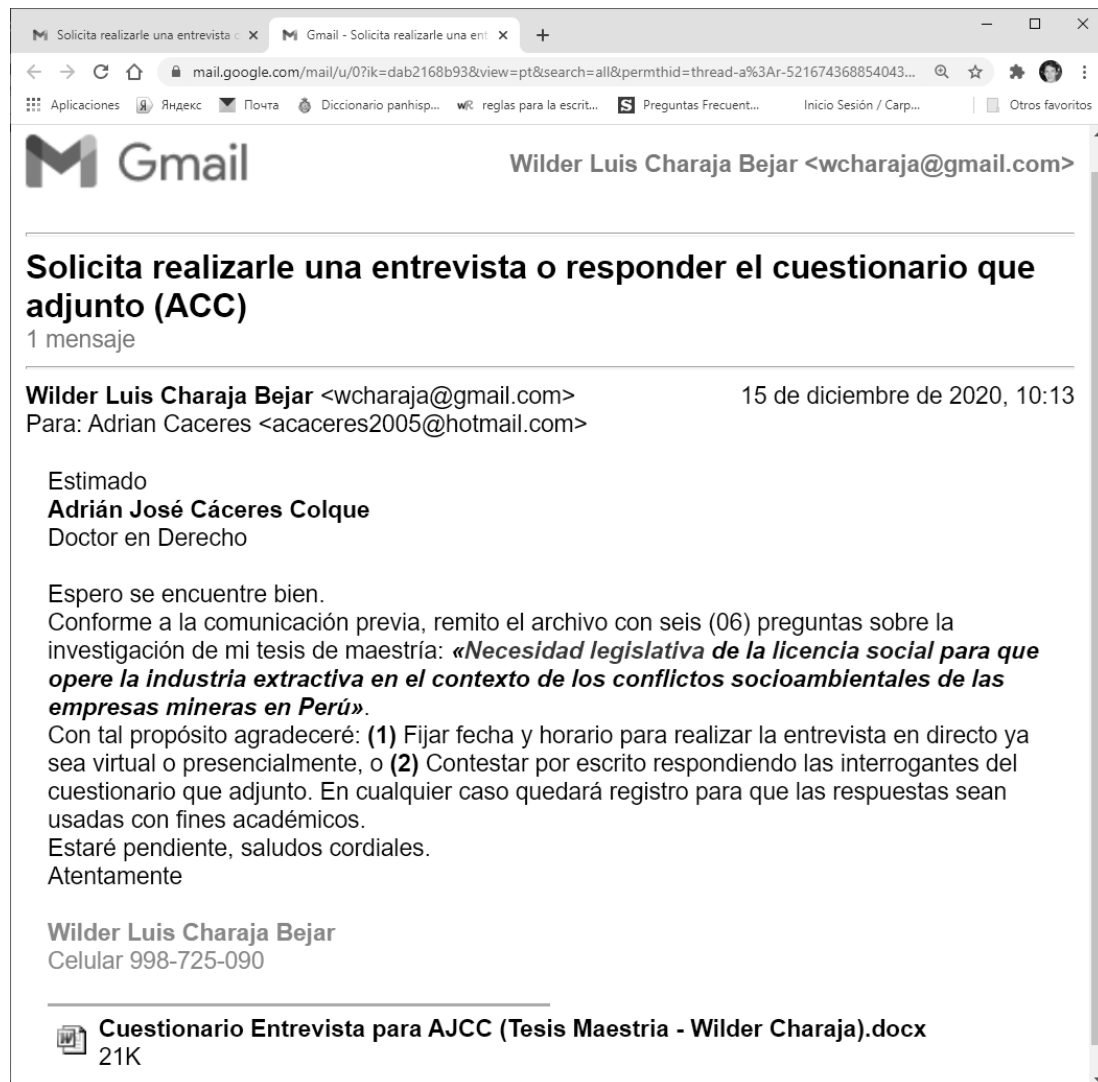 Solicita realizarle una entrevista c
Gmail - Solicita realizarle una ent
mail.google.com/mail/u/0?ik=dab2168b93&view=pt&search=all&permthid=thread-a%3Ar-521674368854043...
Aplicaciones Яндекс Почта Diccionario panhisp... WR reglas para la escrit... S Preguntas Frecuent... Inicio Sesión / Carp... Otros favoritos
Gmail
Wilder Luis Charaja Bejar <wcharaja@gmail.com>
Solicita realizarle una entrevista o responder el cuestionario que
adjunto (ACC)
1 mensaje
Wilder Luis Charaja Bejar <wcharaja@gmail.com> 15 de diciembre de 2020, 10:13
Para: Adrian Caceres <acaceres2005@hotmail.com>
Estimado
Adrián José Cáceres Colque
Doctor en Derecho
Espero se encuentre bien.
Conforme a la comunicación previa, remito el archivo con seis (06) preguntas sobre la
investigación de mi tesis de maestría: «Necesidad legislativa de la licencia social para que
opere la industria extractiva en el contexto de los conflictos socioambientales de las
empresas mineras en Perú».
Con tal propósito agradeceré: (1) Fijar fecha y horario para realizar la entrevista en directo ya
sea virtual o presencialmente, o (2) Contestar por escrito respondiendo las interrogantes del
cuestionario que adjunto. En cualquier caso quedará registro para que las respuestas sean
usadas con fines académicos.
Estaré pendiente, saludos cordiales.
Atentamente
Wilder Luis Charaja Bejar
Celular 998-725-090
Cuestionario Entrevista para AJCC (Tesis Maestria - Wilder Charaja).docx
21K